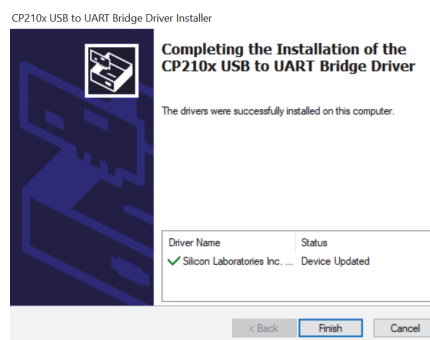 CP210x USB to UART Bridge Driver Installer
Completing the Installation of the
CP210x USB to UART Bridge Driver
The drivers were successfully installed on this computer.
Driver Name Status
Silicon Laboratories Inc. ... Device Updated
< Back Finish Cancel